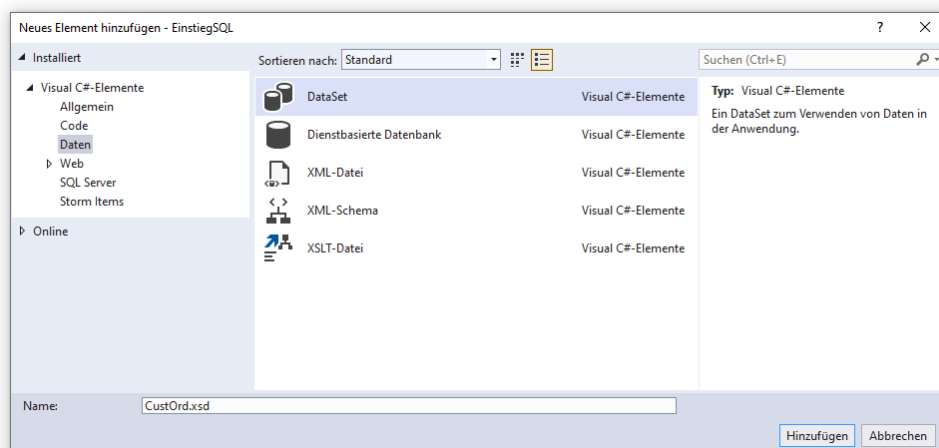 Neues Element hinzufügen - EinstiegSQL
Installiert
Visual C#-Elemente
Allgemein
Code
Daten
Web
SQL Server
Storm Items
Online
Sortieren nach: Standard
DataSet Visual C#-Elemente
Dienstbasierte Datenbank Visual C#-Elemente
XML-Datei Visual C#-Elemente
XML-Schema Visual C#-Elemente
XSLT-Datei Visual C#-Elemente
Suchen (Ctrl+E)
Typ: Visual C#-Elemente
Ein DataSet zum Verwenden von Daten in
der Anwendung.
Name: CustOrd.xsd
Hinzufügen Abbrechen